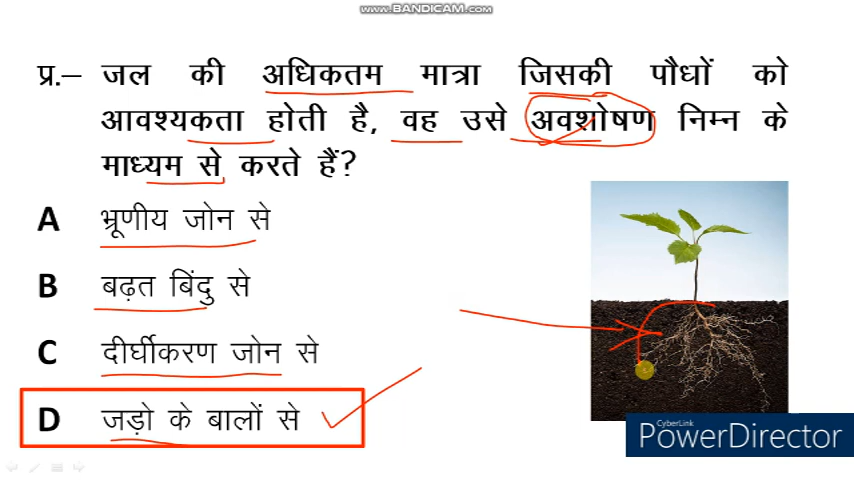 www.BANDICAM.com
प्र.– जल की अधिकतम मात्रा जिसकी पौधों को
आवश्यकता होती है, वह उसे अवशोषण निम्न के
माध्यम से करते हैं?
A भ्रूणीय जोन से
B बढ़त बिंदु से
C दीर्घीकरण जोन से
D जड़ो के बालों से
CyberLink
PowerDirector